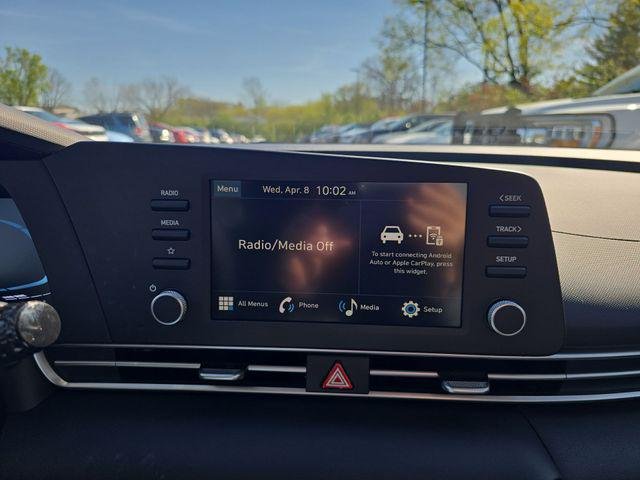 RADIO
MEDIA
Menu Wed, Apr. 8 10:02 AM
Radio/Media Off
To start connecting Android
Auto or Apple CarPlay, press
this widget.
All Menus Phone Media Setup
< SEEK
TRACK >
SETUP